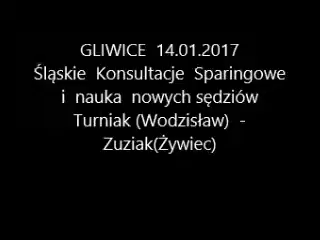 GLIWICE 14.01.2017
Śląskie Konsultacje Sparingowe
i nauka nowych sędziów
Turniak (Wodzisław) -
Zuziak(Żywiec)